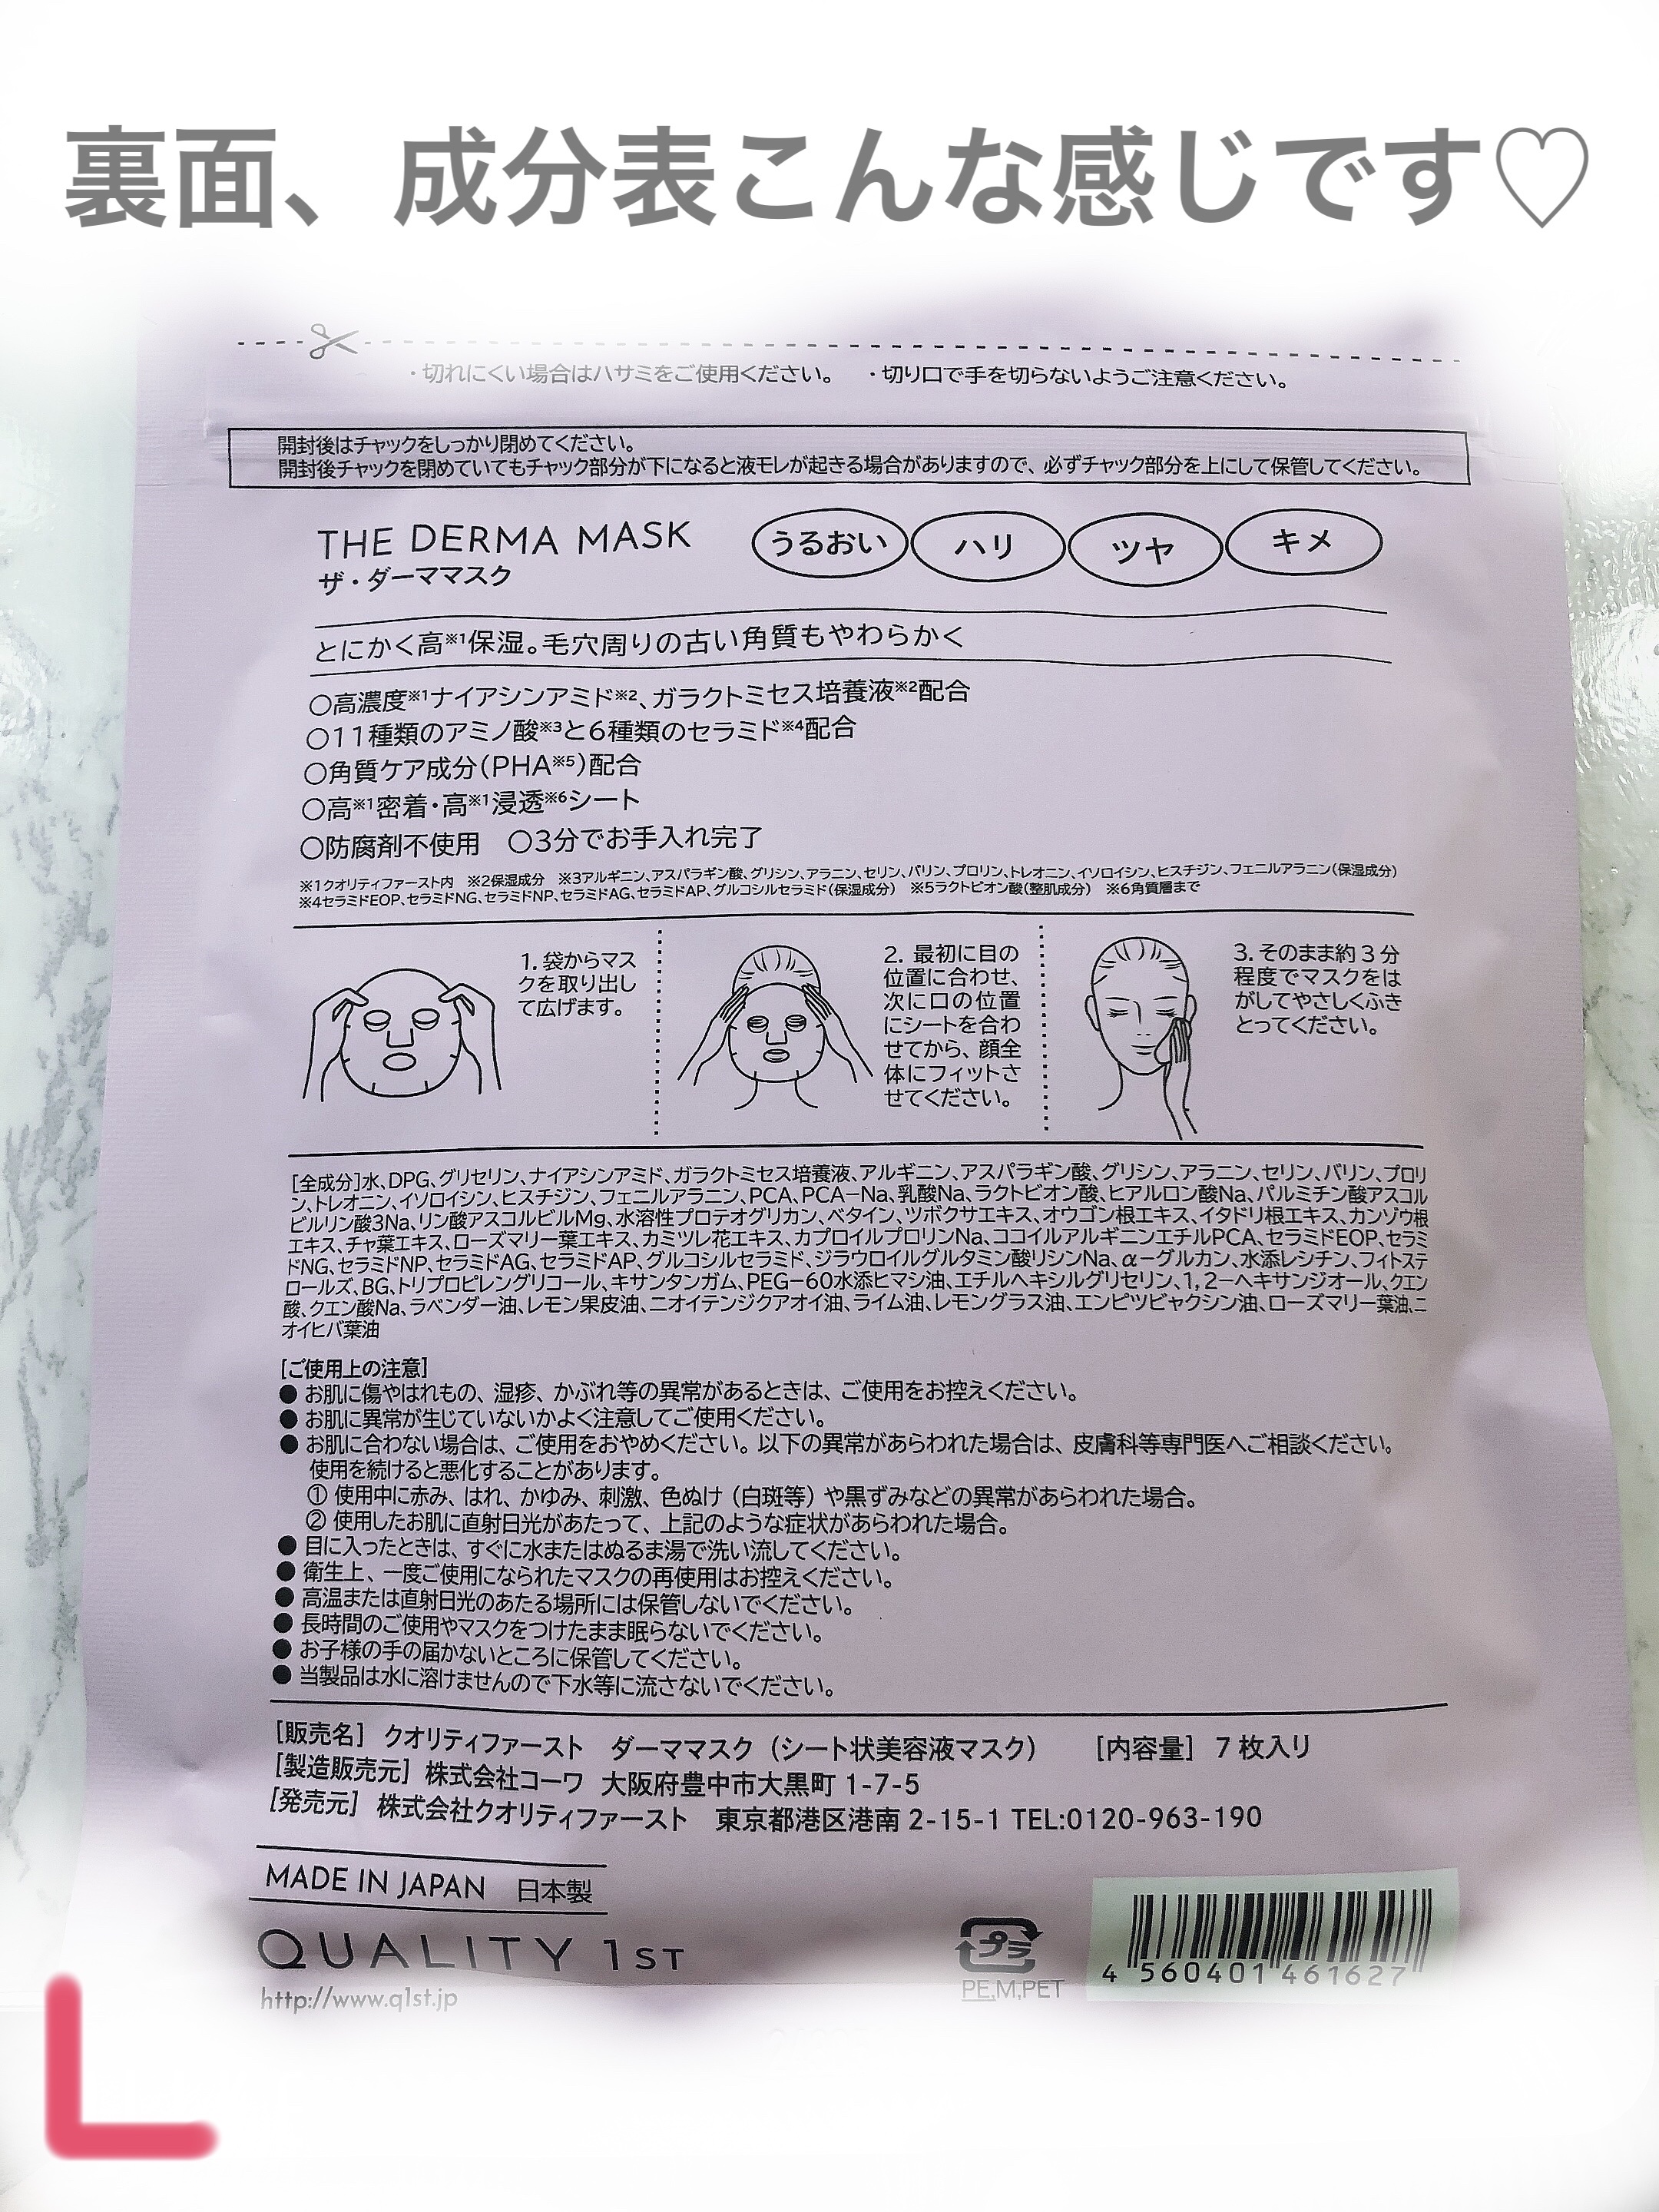 裏面、成分表こんな感じです♡
・切れにくい場合はハサミをご使用ください。 ・切り口で手を切らないようご注意ください。
開封後はチャックをしっかり閉めてください。
開封後チャックを閉めていてもチャック部分が下になると液モレが起きる場合がありますので、必ずチャック部分を上にして保管してください。
THE DERMA MASK
ザ・ダーママスク
うるおい ハリ ツヤ キメ
とにかく高※1保湿。毛穴周りの古い角質もやわらかく
○高濃度※1ナイアシンアミド※2、ガラクトミセス培養液※2配合
○11種類のアミノ酸※3と6種類のセラミド※4配合
○角質ケア成分(PHA※5)配合
○高※1密着・高※1浸透※6シート
○防腐剤不使用 ○3分でお手入れ完了
※1クオリティファースト内 ※2保湿成分 ※3アルギニン、アスパラギン酸、グリシン、アラニン、セリン、バリン、プロリン、トレオニン、イソロイシン、ヒスチジン、フェニルアラニン(保湿成分)
※4セラミドEOP、セラミドNG、セラミドNP、セラミドAG、セラミドAP、グルコシルセラミド(保湿成分) ※5ラクトビオン酸(整肌成分) ※6角質層まで
1. 袋からマス
クを取り出し
て広げます。
2. 最初に目の
位置に合わせ、
次に口の位置
にシートを合わ
せてから、顔全
体にフィットさ
せてください。
3. そのまま約3分
程度でマスクをは
がしてやさしくふき
とってください。
[全成分]水、DPG、グリセリン、ナイアシンアミド、ガラクトミセス培養液、アルギニン、アスパラギン酸、グリシン、アラニン、セリン、バリン、プロリ
ン、トレオニン、イソロイシン、ヒスチジン、フェニルアラニン、PCA、PCA-Na、乳酸Na、ラクトビオン酸、ヒアルロン酸Na、パルミチン酸アスコル
ビルリン酸3Na、リン酸アスコルビルMg、水溶性プロテオグリカン、ベタイン、ツボクサエキス、オウゴン根エキス、イタドリ根エキス、カンゾウ根
エキス、チャ葉エキス、ローズマリー葉エキス、カミツレ花エキス、カプロイルプロリンNa、ココイルアルギニンエチルPCA、セラミドEOP、セラミ
ドNG、セラミドNP、セラミドAG、セラミドAP、グルコシルセラミド、ジラウロイルグルタミン酸リシンNa、α-グルカン、水添レシチン、フィトステ
ロールズ、BG、トリプロピレングリコール、キサンタンガム、PEG-60水添ヒマシ油、エチルヘキシルグリセリン、1,2-ヘキサンジオール、クエン
酸、クエン酸Na、ラベンダー油、レモン果皮油、ニオイテンジクアオイ油、ライム油、レモングラス油、エンピツビャクシン油、ローズマリー葉油、ニ
オイヒバ葉油
[ご使用上の注意]
● お肌に傷やはれもの、湿疹、かぶれ等の異常があるときは、ご使用をお控えください。
● お肌に異常が生じていないかよく注意してご使用ください。
● お肌に合わない場合は、ご使用をおやめください。以下の異常があらわれた場合は、皮膚科等専門医へご相談ください。
使用を続けると悪化することがあります。
① 使用中に赤み、はれ、かゆみ、刺激、色ぬけ(白斑等)や黒ずみなどの異常があらわれた場合。
② 使用したお肌に直射日光があたって、上記のような症状があらわれた場合。
● 目に入ったときは、すぐに水またはぬるま湯で洗い流してください。
● 衛生上、一度ご使用になられたマスクの再使用はお控えください。
● 高温または直射日光のあたる場所には保管しないでください。
● 長時間のご使用やマスクをつけたまま眠らないでください。
● お子様の手の届かないところに保管してください。
● 当製品は水に溶けませんので下水等に流さないでください。
[販売名] クオリティファースト ダーママスク(シート状美容液マスク) [内容量] 7枚入り
[製造販売元] 株式会社コーワ 大阪府豊中市大黒町 1-7-5
[発売元] 株式会社クオリティファースト 東京都港区港南 2-15-1 TEL:0120-963-190
MADE IN JAPAN 日本製
QUALITY 1ST
http://www.q1st.jp
プラ
PE,M,PET
4 560401 461627
L